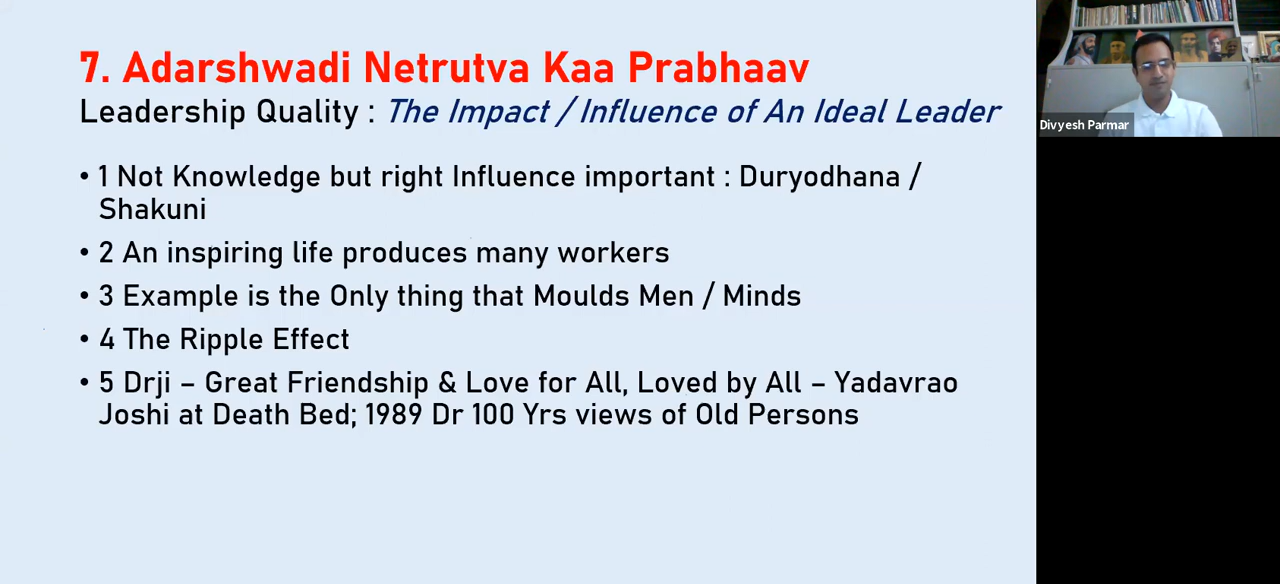 7. Adarshwadi Netrutva Kaa Prabhaav
Leadership Quality : The Impact / Influence of An Ideal Leader
• 1 Not Knowledge but right Influence important : Duryodhana /
Shakuni
• 2 An inspiring life produces many workers
• 3 Example is the Only thing that Moulds Men / Minds
• 4 The Ripple Effect
• 5 Drji – Great Friendship & Love for All, Loved by All – Yadavrao
Joshi at Death Bed; 1989 Dr 100 Yrs views of Old Persons
Divyesh Parmar